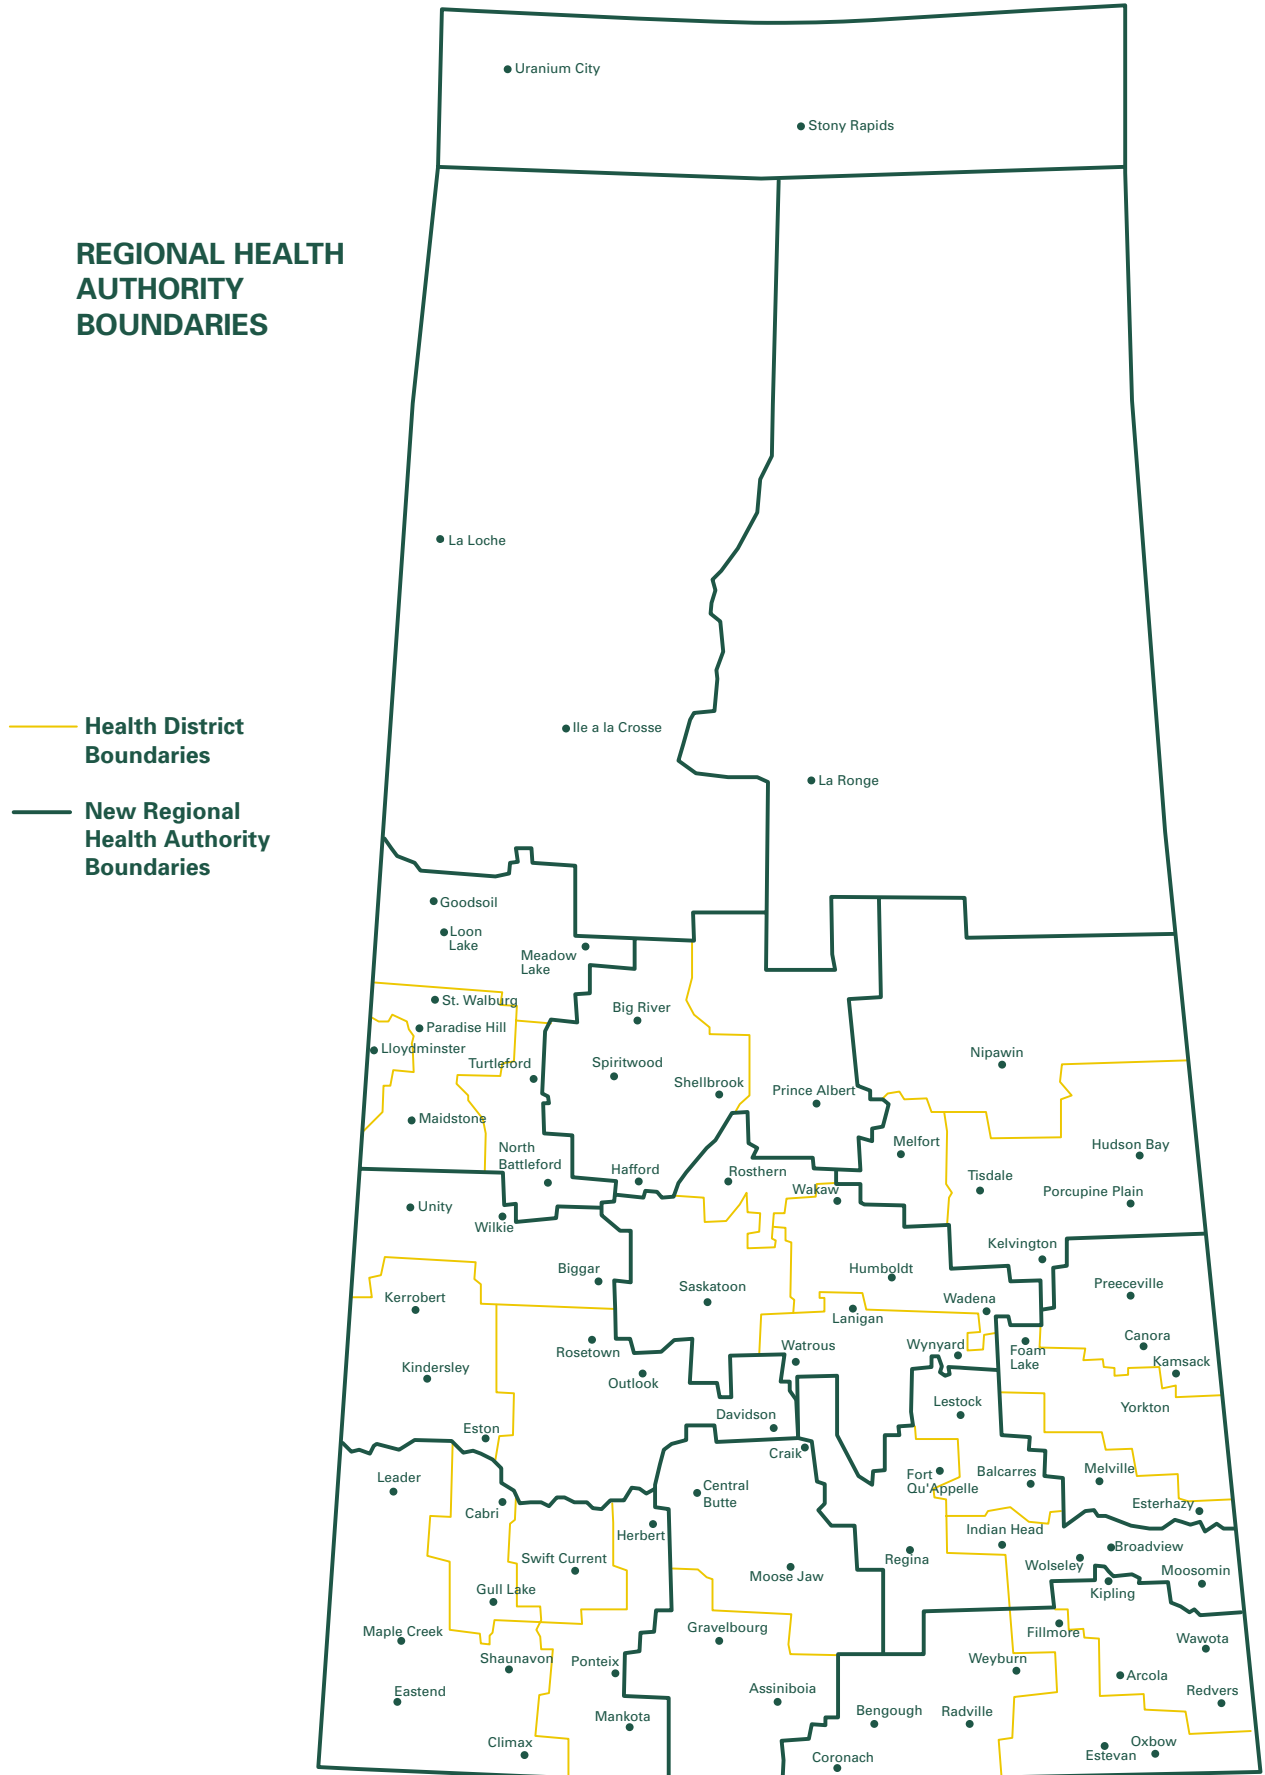 Uranium City
Stony Rapids
REGIONAL HEALTH
AUTHORITY
BOUNDARIES
La Loche
Health District
Boundaries
Ile a la Crosse
La Ronge
New Regional
Health Authority
Boundaries
Goodsoil
Loon
Lake
Meadow
Lake
St. Walburg
Big River
Paradise Hill
Lloydminster
Nipawin
Turtleford
Spiritwood
Shellbrook
Prince Albert
Maidstone
Melfort
Hudson Bay
North
Battleford
Hafford
Rosthern
Wakaw
Tisdale
Porcupine Plain
Unity
Wilkie
Kelvington
Biggar
Humboldt
Saskatoon
Preeceville
Kerrobert
Lanigan
Wadena
Rosetown
Watrous
Wynyard
Foam
Lake
Canora
Kamsack
Kindersley
Outlook
Lestock
Yorkton
Davidson
Eston
Craik
Leader
Central
Butte
Fort
Qu'Appelle
Balcarres
Melville
Cabri
Esterhazy
Herbert
Indian Head
Swift Current
Regina
Broadview
Wolseley
Moose Jaw
Moosomin
Gull Lake
Kipling
Maple Creek
Gravelbourg
Fillmore
Wawota
Shaunavon
Ponteix
Weyburn
Arcola
Eastend
Assiniboia
Redvers
Mankota
Bengough
Radville
Climax
Coronach
Estevan
Oxbow